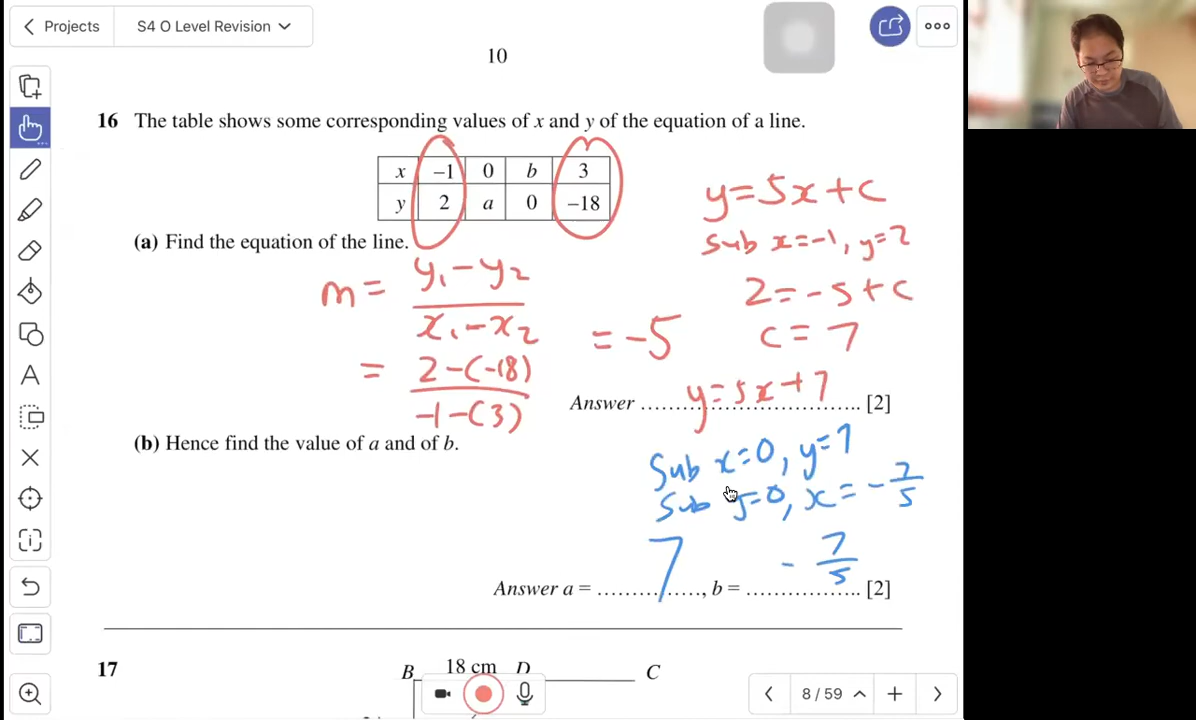 Projects
S4 O Level Revision
10
16 The table shows some corresponding values of x and y of the equation of a line.
x -1 0 b 3
y 2 a 0 -18
y=5x+c
(a) Find the equation of the line.
sub x=-1, y=2
m = y₁-y₂ / x₁-x₂ = -5
2=-5+c
c=7
= 2-(-18) / -1-(3)
y=5x+7
Answer ........................................ [2]
(b) Hence find the value of a and of b.
Sub x=0, y=7
Sub y=0, x=-7/5
7 -7/5
Answer a = ...................., b = .................... [2]
17
B 18 cm D C
8 / 59